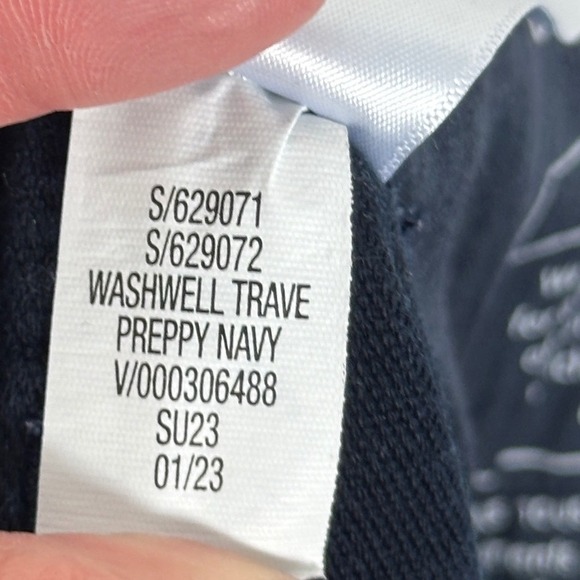 S/629071
S/629072
WASHWELL TRAVE
PREPPY NAVY
V/000306488
SU23
01/23